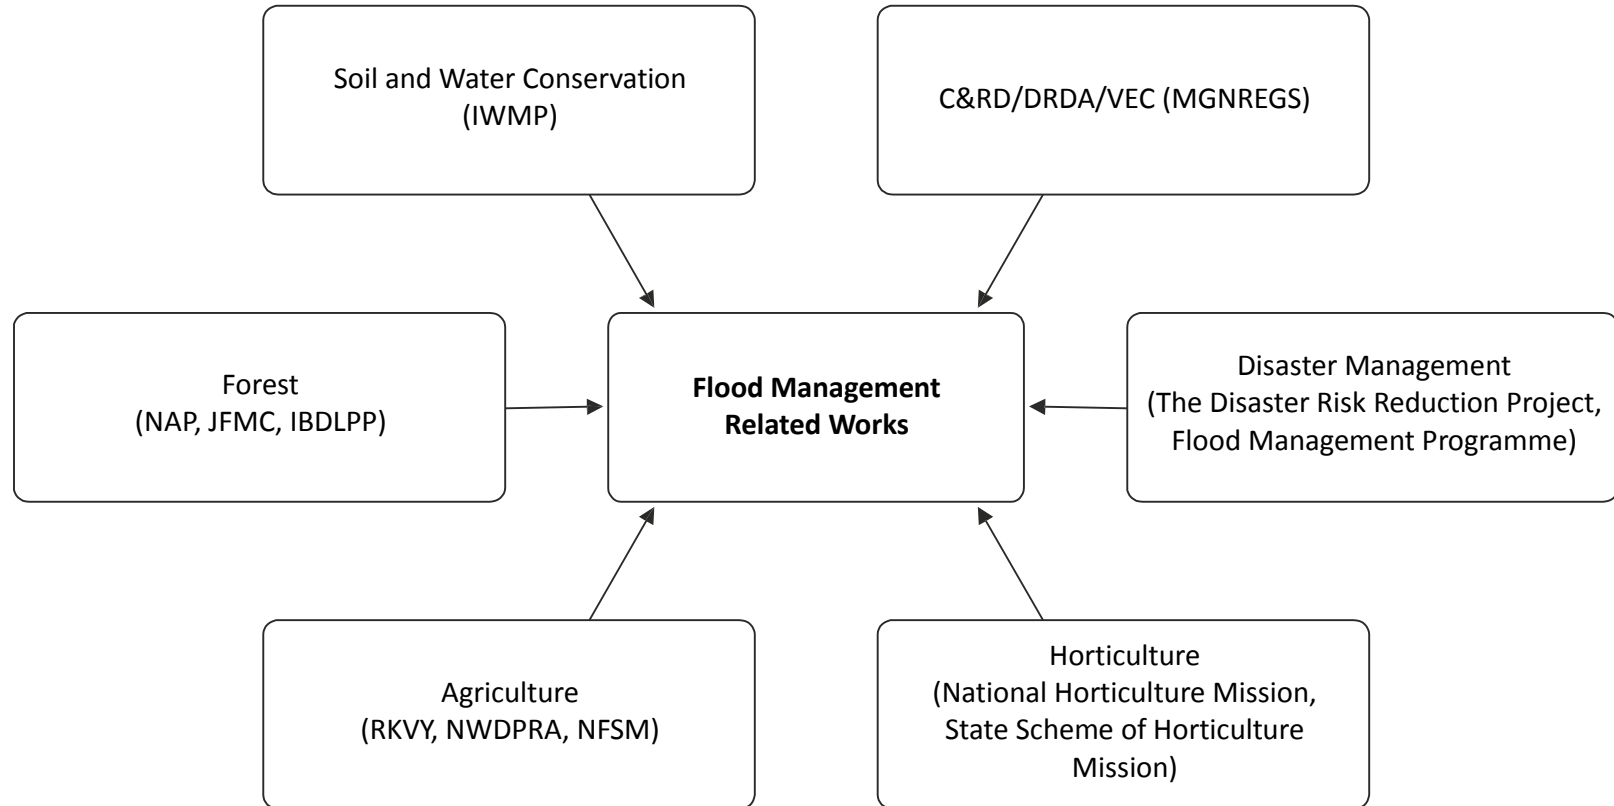 Soil and Water Conservation
(IWMP)
C&RD/DRDA/VEC (MGNREGS)
Forest
(NAP, JFMC, IBDLPP)
Flood Management
Related Works
Disaster Management
(The Disaster Risk Reduction Project,
Flood Management Programme)
Agriculture
(RKVY, NWDPRA, NFSM)
Horticulture
(National Horticulture Mission,
State Scheme of Horticulture
Mission)